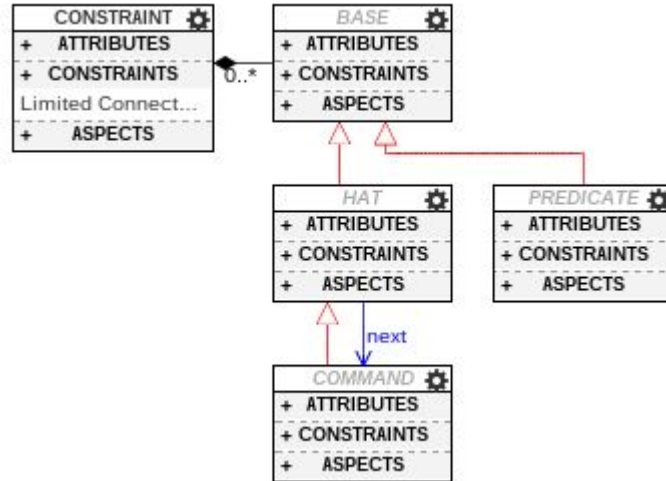 CONSTRAINT
+ ATTRIBUTES
+ CONSTRAINTS
Limited Connect...
+ ASPECTS
0..*
BASE
+ ATTRIBUTES
+ CONSTRAINTS
+ ASPECTS
HAT
+ ATTRIBUTES
+ CONSTRAINTS
+ ASPECTS
PREDICATE
+ ATTRIBUTES
+ CONSTRAINTS
+ ASPECTS
next
COMMAND
+ ATTRIBUTES
+ CONSTRAINTS
+ ASPECTS